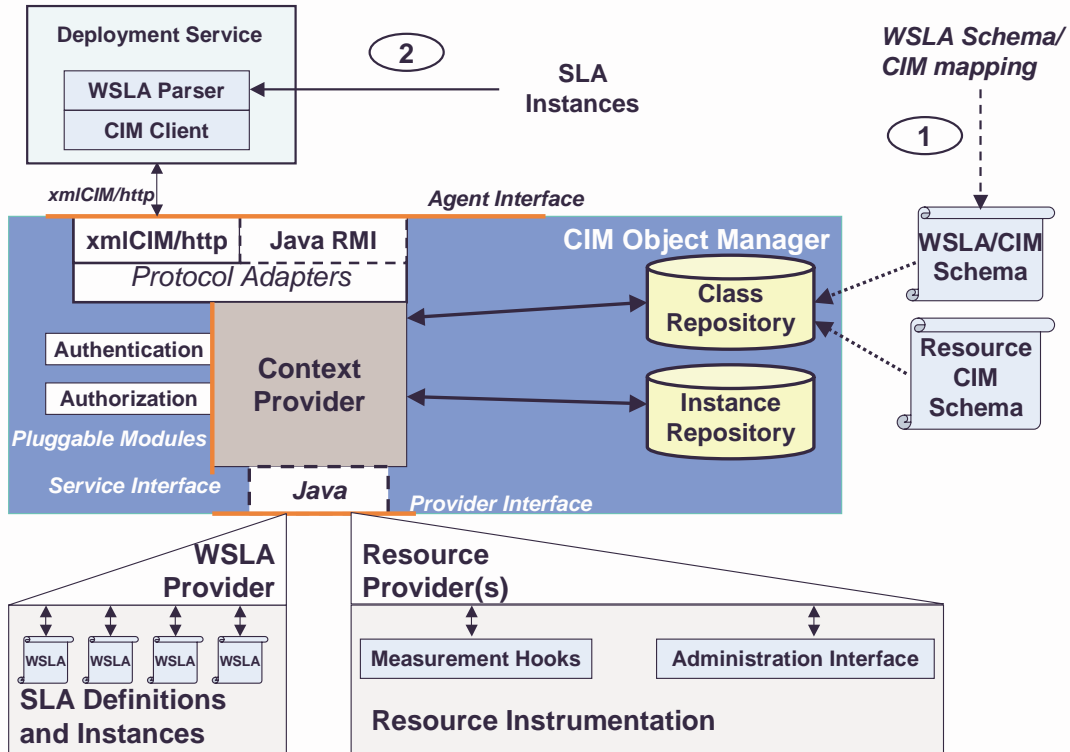 Deployment Service
WSLA Parser
CIM Client
2
SLA
Instances
WSLA Schema/
CIM mapping
1
xmlCIM/http
Agent Interface
xmlCIM/http
Java RMI
Protocol Adapters
CIM Object Manager
Class
Repository
WSLA/CIM
Schema
Authentication
Authorization
Pluggable Modules
Context
Provider
Instance
Repository
Resource
CIM
Schema
Service Interface
Java
Provider Interface
WSLA
Provider
Resource
Provider(s)
WSLA
WSLA
WSLA
WSLA
SLA Definitions
and Instances
Measurement Hooks
Administration Interface
Resource Instrumentation